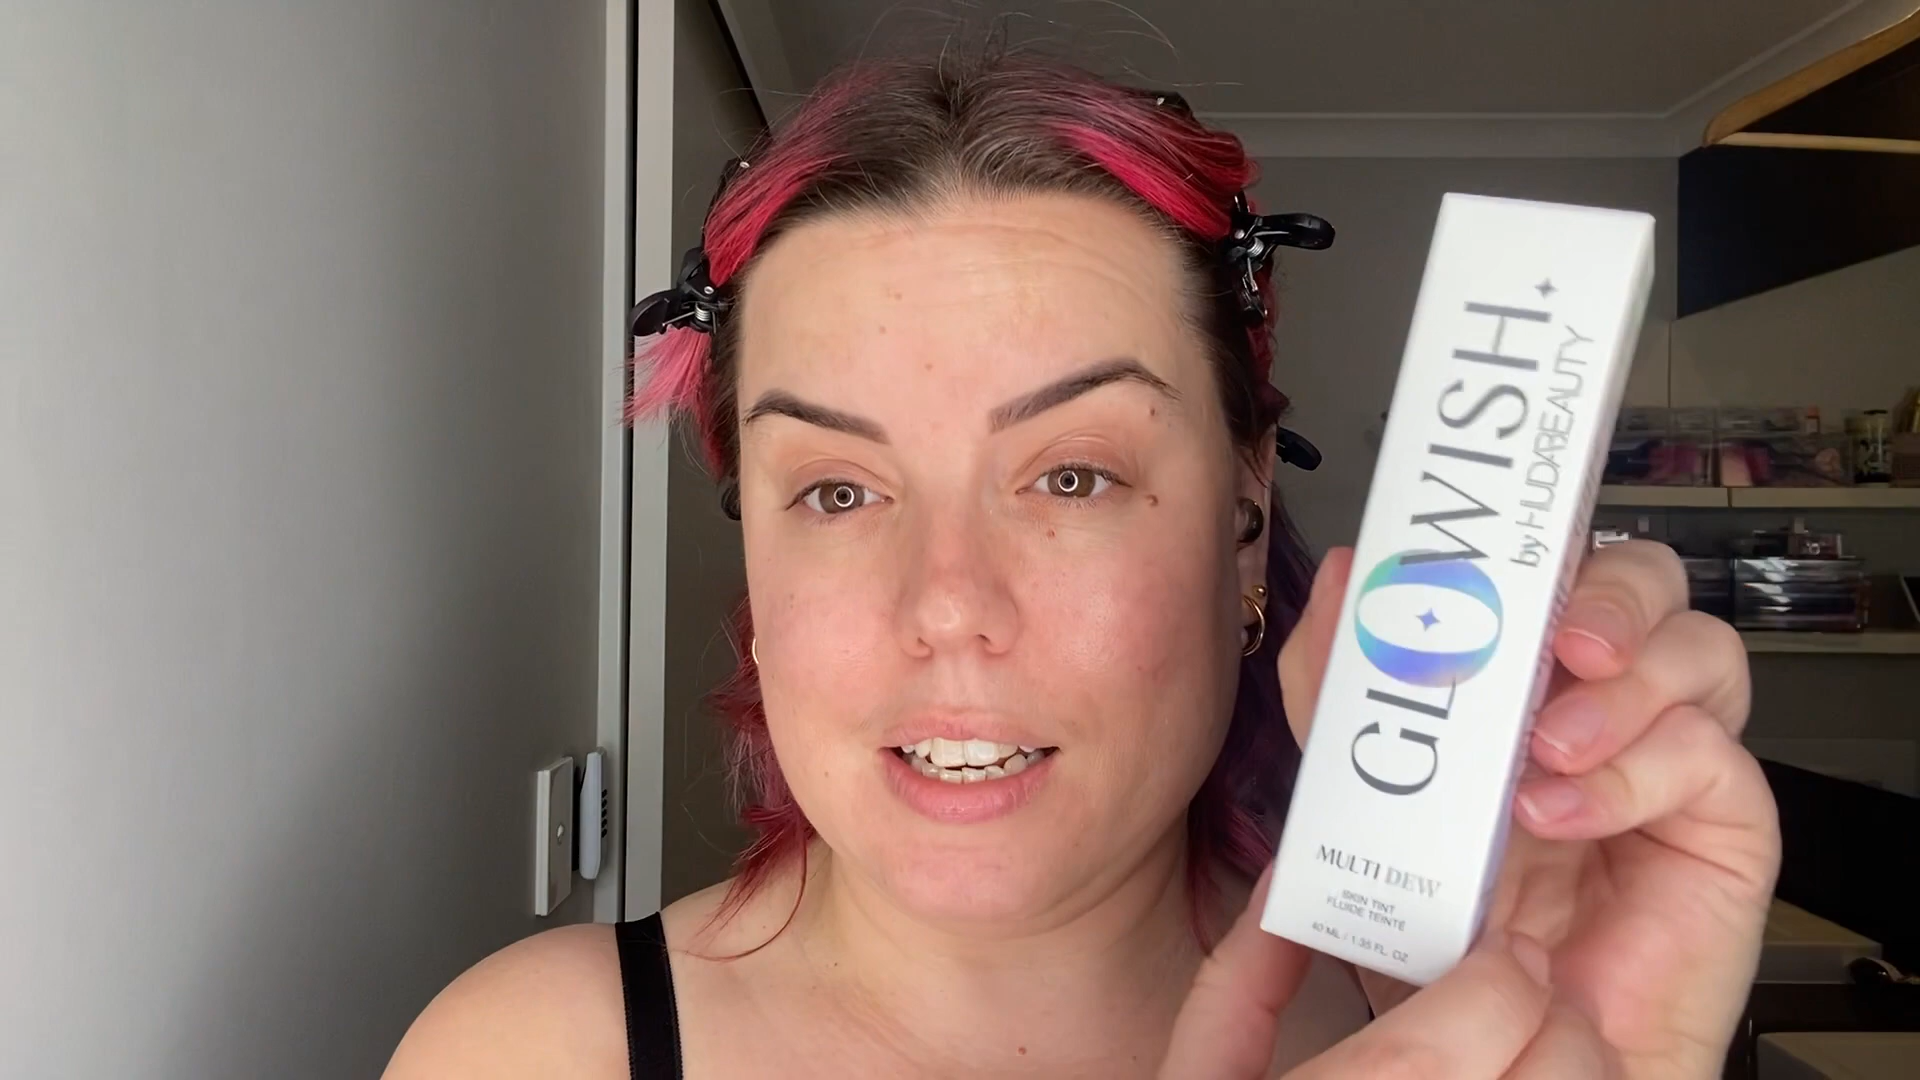 GLOWISH
by HUDABEAUTY
MULTI DEW
SKIN TINT
FLUIDE TEINTÉ
40 ML / 1.35 FL. OZ